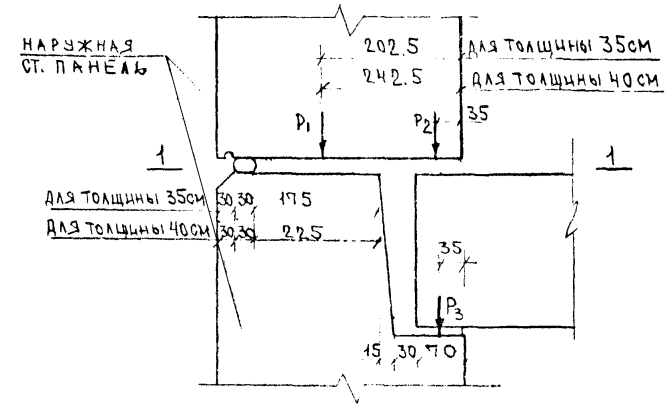 НАРУЖНАЯ
СТ. ПАНЕЛЬ
202.5 ДЛЯ ТОЛЩИНЫ 35СМ
242.5 ДЛЯ ТОЛЩИНЫ 40СМ
35
P1 P2
1 1
ДЛЯ ТОЛЩИНЫ 35СМ 30 30 175
ДЛЯ ТОЛЩИНЫ 40СМ 30 30 225
35
P3
15 30 70